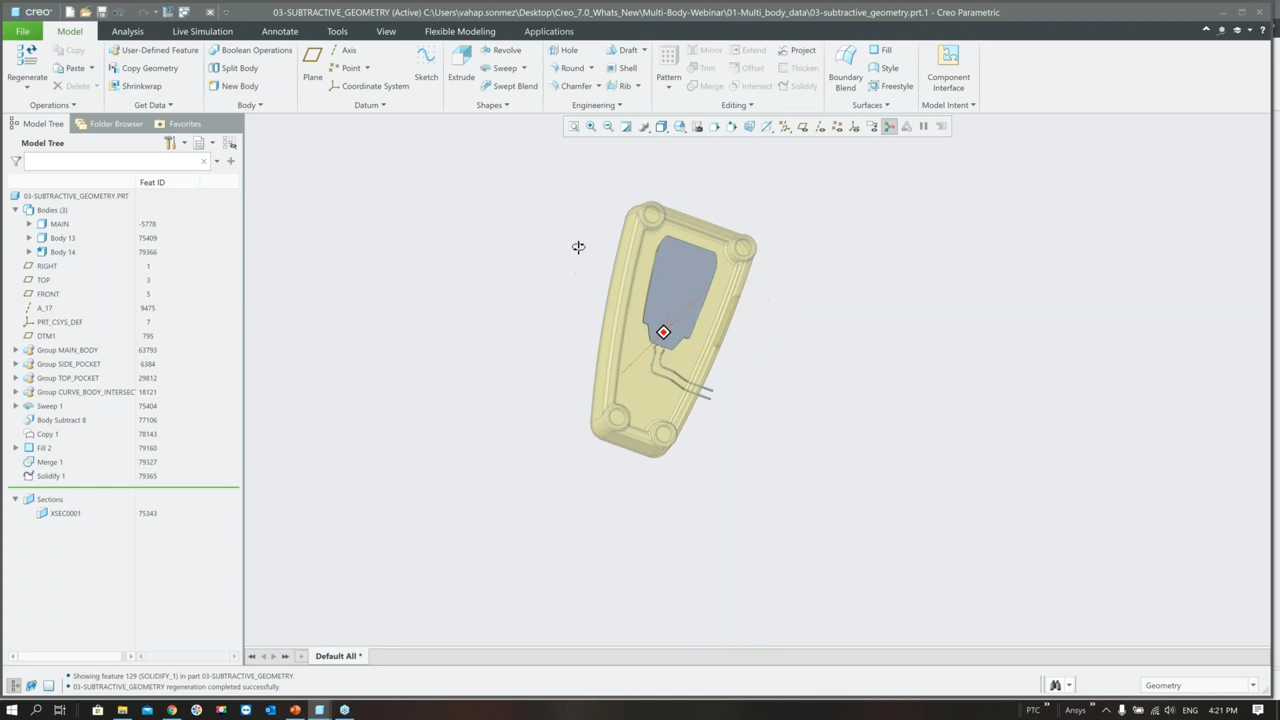 creo 03-SUBTRACTIVE_GEOMETRY (Active) C:\Users\vahap.sonmez\Desktop\Creo_7.0_Whats_New\Multi-Body-Webinar\01-Multi_body_data\03-subtractive_geometry.prt.1 - Creo Parametric
File Model Analysis Live Simulation Annotate Tools View Flexible Modeling Applications
Copy User-Defined Feature Boolean Operations Axis Revolve Hole Draft Mirror Extend Project Fill
Regenerate Paste Copy Geometry Split Body Plane Point Sketch Extrude Sweep Round Shell Pattern Trim Offset Thicken Boundary Blend Style Component Interface
Delete Shrinkwrap New Body Coordinate System Swept Blend Chamfer Rib Merge Intersect Solidify Freestyle
Operations Get Data Body Datum Shapes Engineering Editing Surfaces Model Intent
Model Tree Folder Browser Favorites
Model Tree
Feat ID
03-SUBTRACTIVE_GEOMETRY.PRT
Bodies (3)
MAIN -5778
Body 13 75409
Body 14 79366
RIGHT 1
TOP 3
FRONT 5
A_17 9475
PRT_CSYS_DEF 7
DTM1 795
Group MAIN_BODY 63793
Group SIDE_POCKET 6384
Group TOP_POCKET 29812
Group CURVE_BODY_INTERSEC 18121
Sweep 1 75404
Body Subtract 8 77106
Copy 1 78143
Fill 2 79160
Merge 1 79327
Solidify 1 79365
Sections
XSEC0001 75343
Default All *
Showing feature 129 (SOLIDIFY_1) in part 03-SUBTRACTIVE_GEOMETRY.
03-SUBTRACTIVE_GEOMETRY regeneration completed successfully.
Geometry
PTC Ansys ENG 4:21 PM